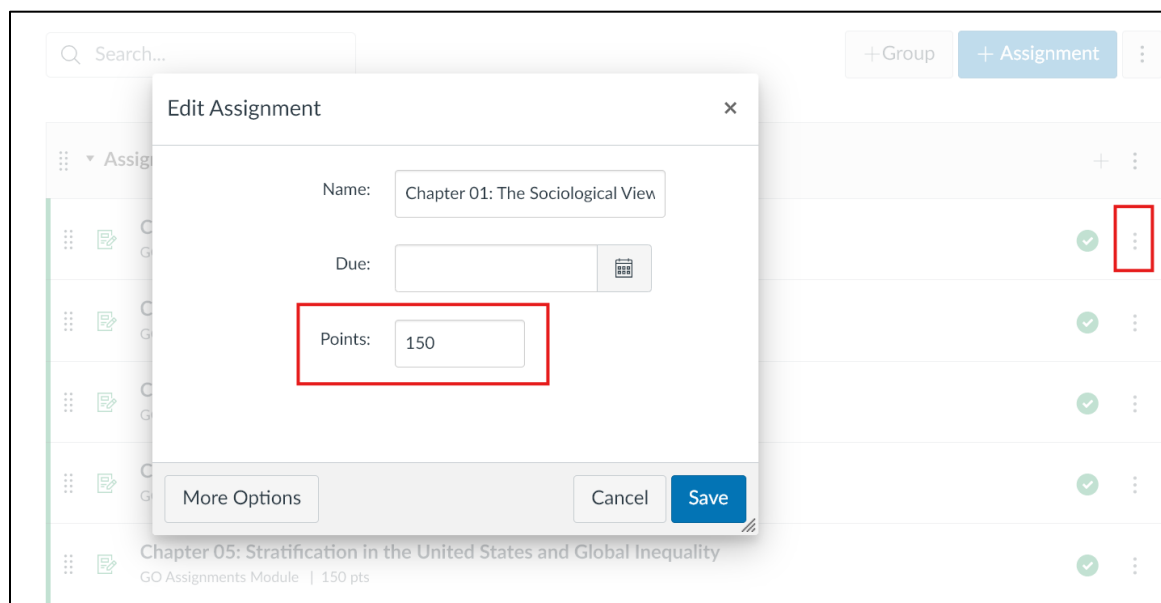 Search...
+ Group
+ Assignment
Edit Assignment
×
Assig
Name:
Chapter 01: The Sociological View
Due:
Points:
150
More Options
Cancel
Save
Chapter 05: Stratification in the United States and Global Inequality
GO Assignments Module | 150 pts